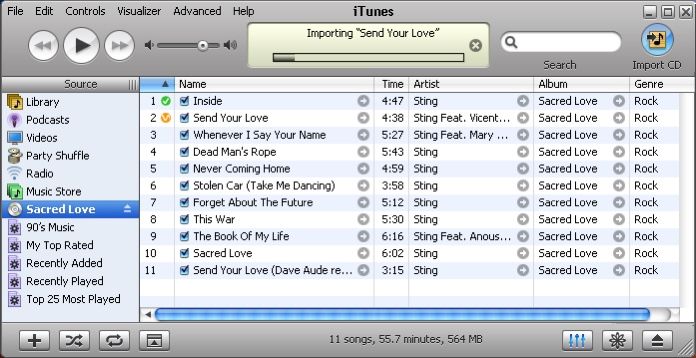 File Edit Controls Visualizer Advanced Help iTunes
Importing "Send Your Love"
Search
Import CD
Source
Name Time Artist Album Genre
Library
Podcasts
Videos
Party Shuffle
Radio
Music Store
Sacred Love
90's Music
My Top Rated
Recently Added
Recently Played
Top 25 Most Played
1 Inside 4:47 Sting Sacred Love Rock
2 Send Your Love 4:38 Sting Feat. Vicent... Sacred Love Rock
3 Whenever I Say Your Name 5:27 Sting Feat. Mary ... Sacred Love Rock
4 Dead Man's Rope 5:43 Sting Sacred Love Rock
5 Never Coming Home 4:59 Sting Sacred Love Rock
6 Stolen Car (Take Me Dancing) 3:58 Sting Sacred Love Rock
7 Forget About The Future 5:12 Sting Sacred Love Rock
8 This War 5:30 Sting Sacred Love Rock
9 The Book Of My Life 6:16 Sting Feat. Anous... Sacred Love Rock
10 Sacred Love 6:02 Sting Sacred Love Rock
11 Send Your Love (Dave Aude re... 3:15 Sting Sacred Love Rock
11 songs, 55.7 minutes, 564 MB